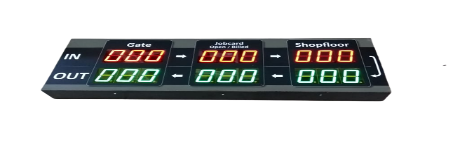 Gate
Jobcard
Open / Billed
Shopfloor
IN 000 → 000 → 000
OUT 000 ← 000 ← 000